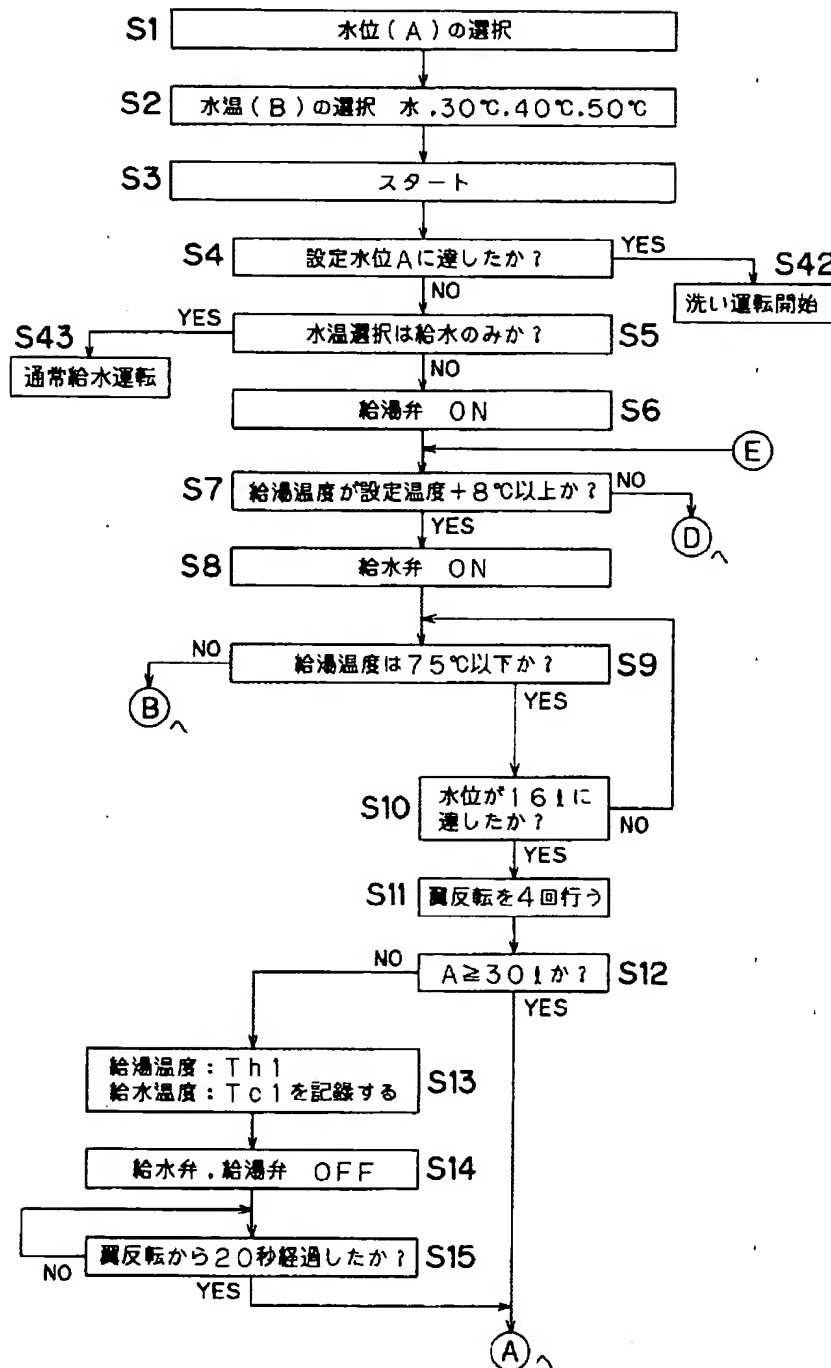 S1 水位(A)の選択
S2 水温(B)の選択 水.30℃.40℃.50℃
S3 スタート
S4 設定水位Aに達したか? YES S42
洗い運転開始
NO
S43 YES 水温選択は給水のみか? S5
通常給水運転
NO
給湯弁 ON S6
E
S7 給湯温度が設定温度+8℃以上か? NO
YES Dへ
S8 給水弁 ON
NO 給湯温度は75℃以下か? S9
Bへ YES
S10 水位が16lに
達したか? NO
YES
S11 翼反転を4回行う
NO A≧30lか? S12
YES
給湯温度:Th1
給水温度:Tc1を記録する S13
給水弁.給湯弁 OFF S14
翼反転から20秒経過したか? S15
NO YES
Aへ